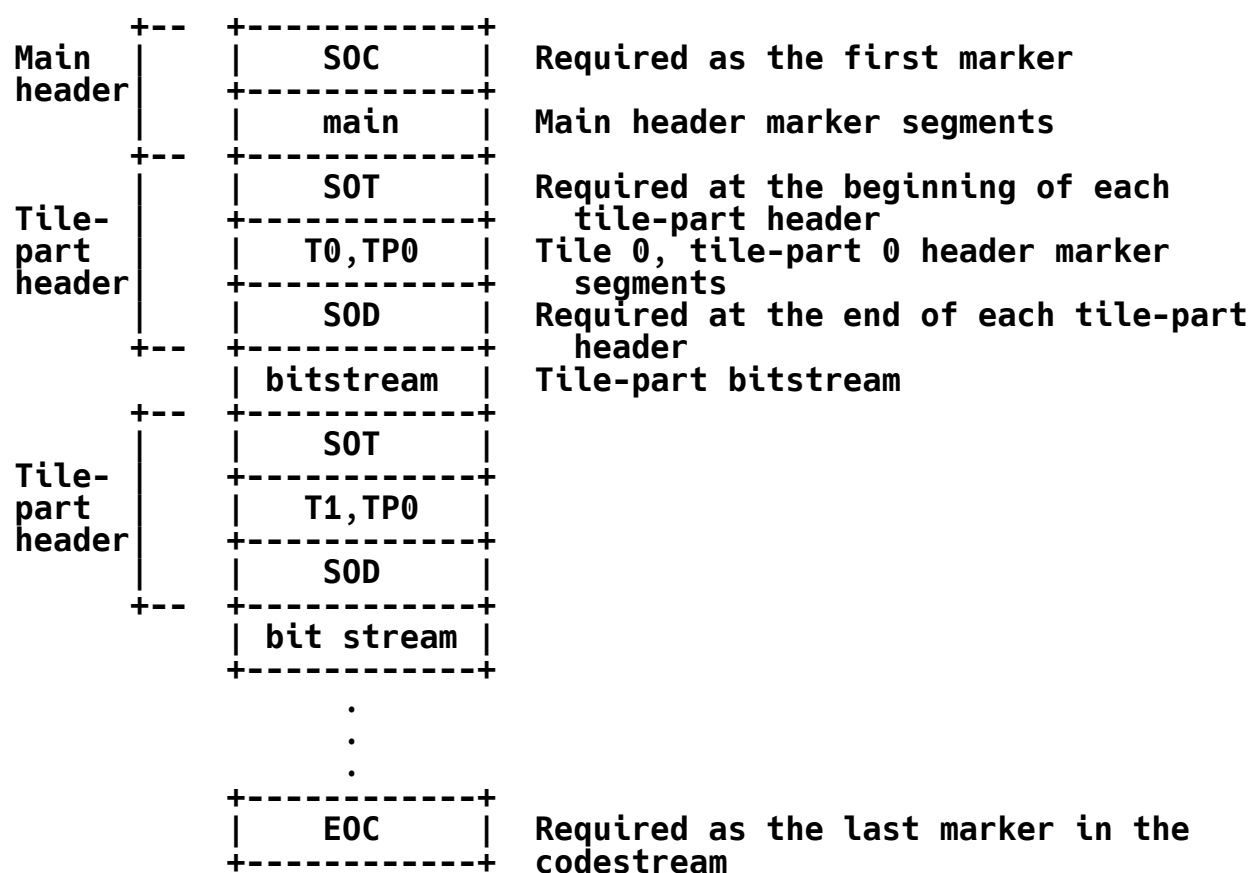 +--  +------------+
Main         |    |    SOC     |  Required as the first marker
header|    +------------+
             |    |    main    |  Main header marker segments
             +--  +------------+
             |    |    SOT     |  Required at the beginning of each
Tile-        |    +------------+    tile-part header
part         |    |   T0,TP0   |  Tile 0, tile-part 0 header marker
header|    +------------+    segments
             |    |    SOD     |  Required at the end of each tile-part
             +--  +------------+    header
                  | bitstream  |  Tile-part bitstream
             +--  +------------+
             |    |    SOT     |
Tile-        |    +------------+
part         |    |   T1,TP0   |
header|    +------------+
             |    |    SOD     |
             +--  +------------+
                  | bit stream |
                  +------------+
                        .
                        .
                        .
                  +------------+
                  |    EOC     |  Required as the last marker in the
                  +------------+  codestream